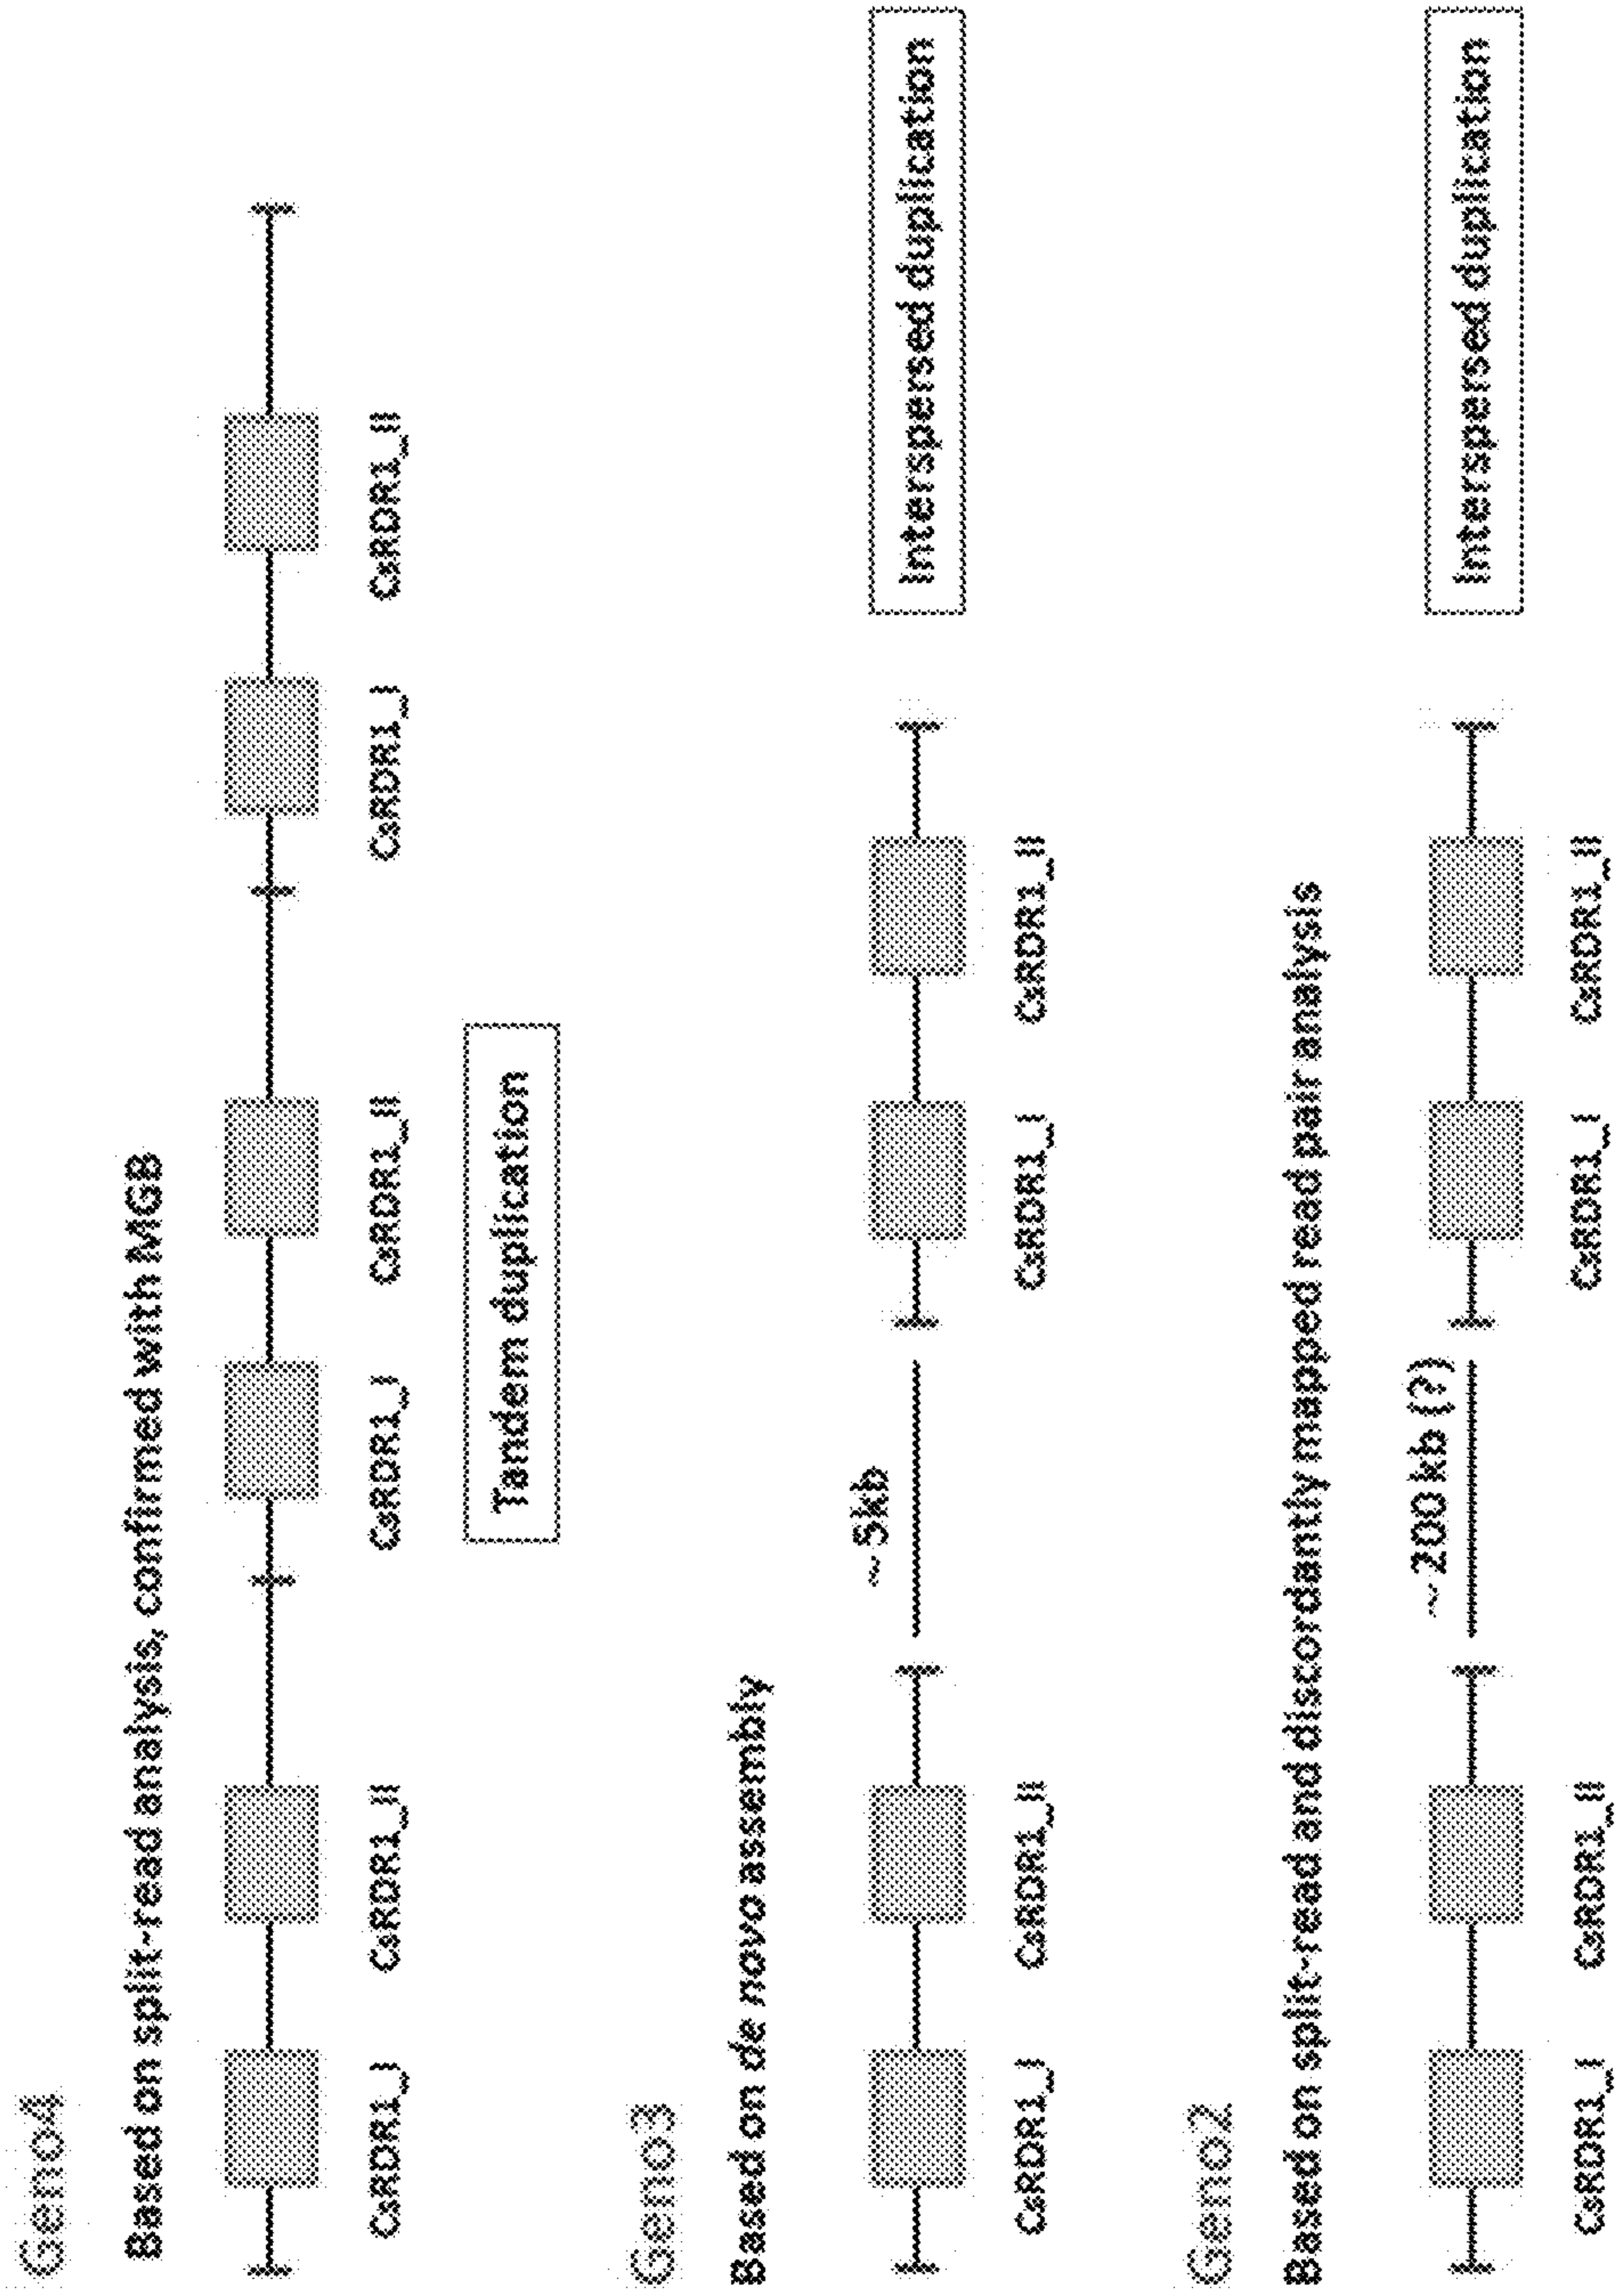 Geno4
Based on split-read analysis, confirmed with MGB
CsRDR1_I CsRDR1_II CsRDR1_I CsRDR1_II CsRDR1_I CsRDR1_II
Tandem duplication
Geno3
Based on de novo assembly
~5kb
Interspersed duplication
CsRDR1_I CsRDR1_II CsRDR1_I CsRDR1_II
Geno2
Based on split-read and discordantly mapped read pair analysis
~200 kb (?)
Interspersed duplication
CsRDR1_I CsRDR1_II CsRDR1_I CsRDR1_II